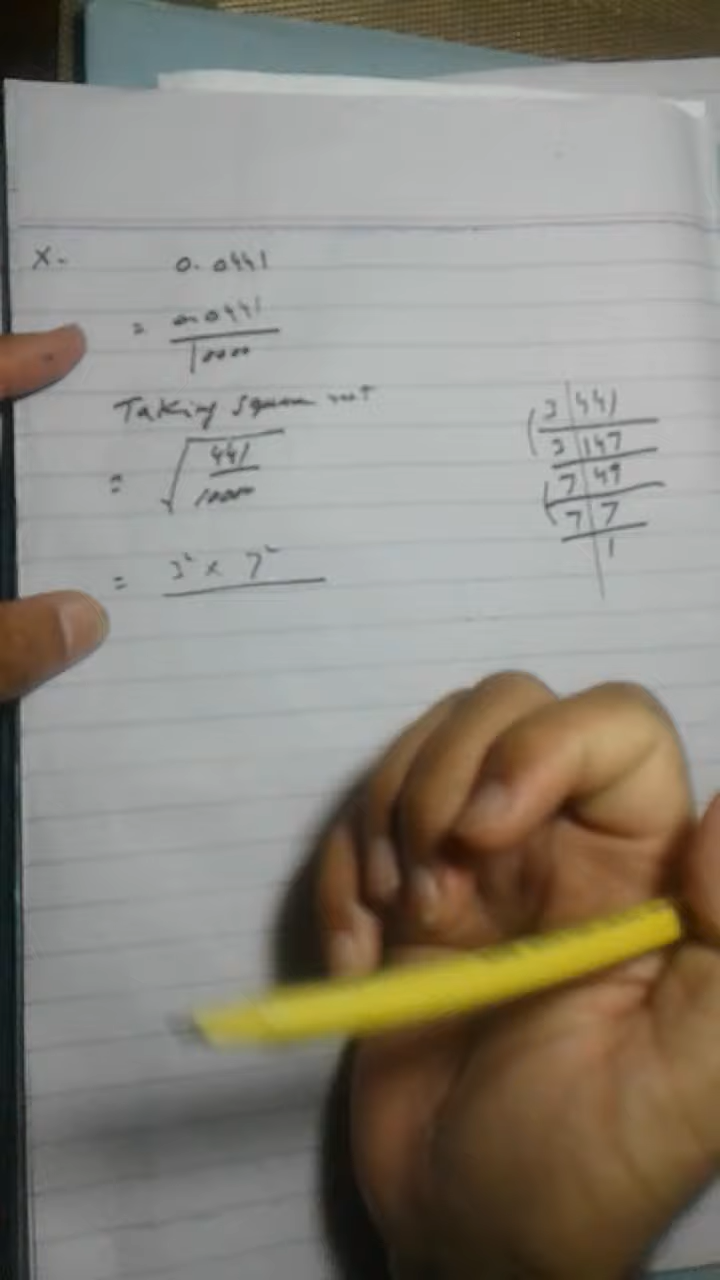 x. 0.0441
= 0.0441 / 10000
Taking square root
= √ 441 / 10000
= 3² × 7²
3 | 441
3 | 147
7 | 49
7 | 7
1